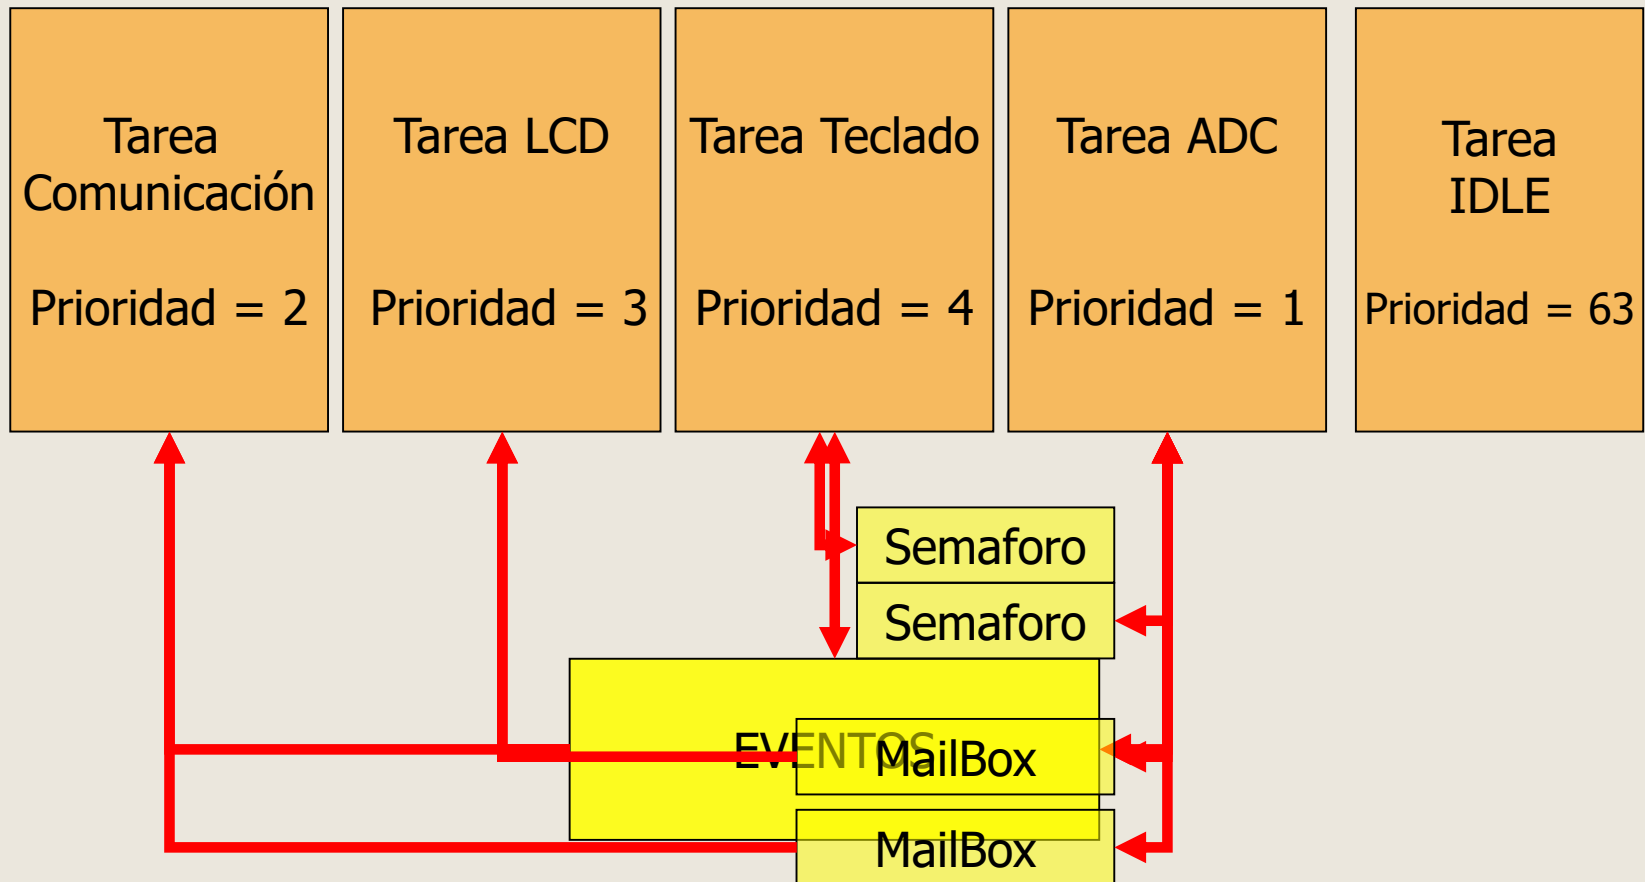 Tarea
Comunicación
Prioridad = 2
Tarea LCD
Prioridad = 3
Tarea Teclado
Prioridad = 4
Tarea ADC
Prioridad = 1
Tarea
IDLE
Prioridad = 63
Semaforo
Semaforo
EVENTOS
MailBox
MailBox